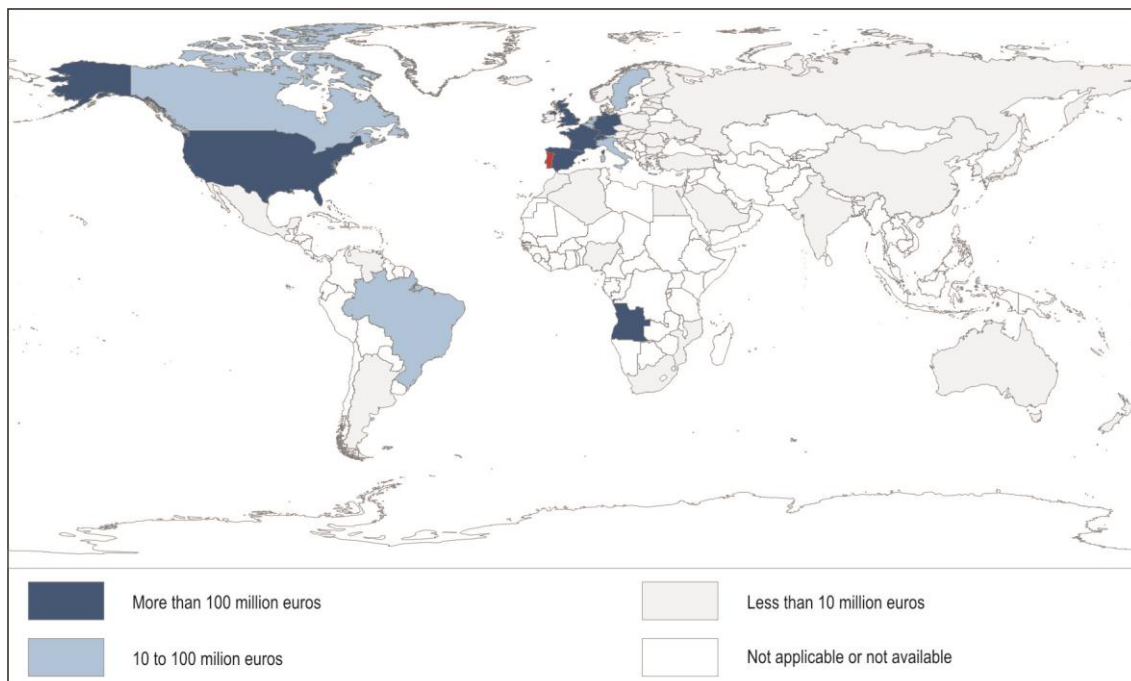 More than 100 million euros
Less than 10 million euros
10 to 100 milion euros
Not applicable or not available